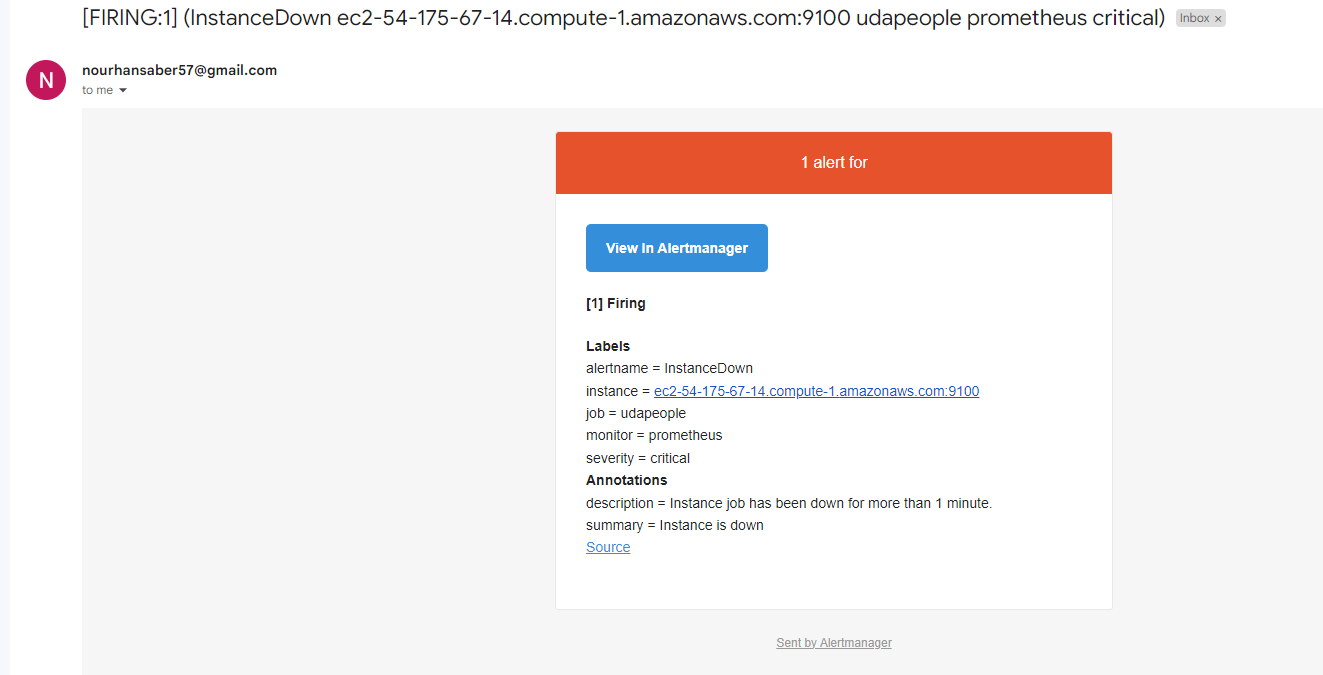 [FIRING:1] (InstanceDown ec2-54-175-67-14.compute-1.amazonaws.com:9100 udapeople prometheus critical) Inbox ×
N
nourhansaber57@gmail.com
to me
1 alert for
View In Alertmanager
[1] Firing
Labels
alertname = InstanceDown
instance = ec2-54-175-67-14.compute-1.amazonaws.com:9100
job = udapeople
monitor = prometheus
severity = critical
Annotations
description = Instance job has been down for more than 1 minute.
summary = Instance is down
Source
Sent by Alertmanager